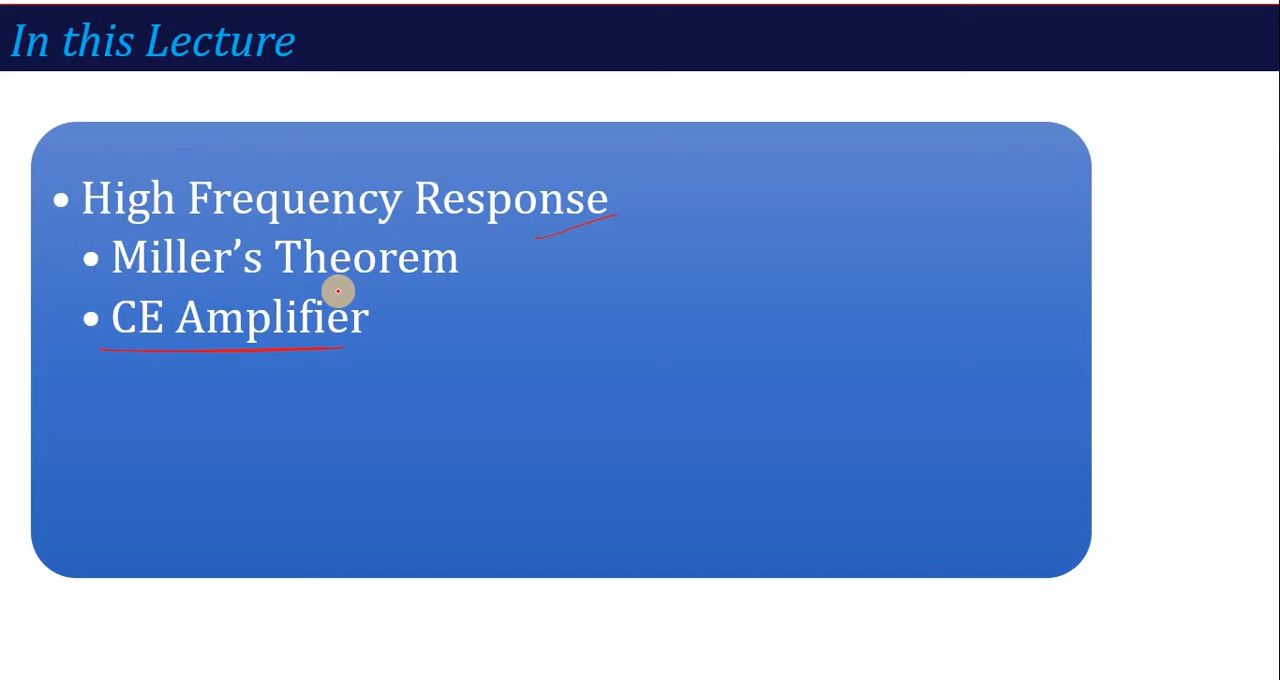 In this Lecture
• High Frequency Response
• Miller’s Theorem
• CE Amplifier